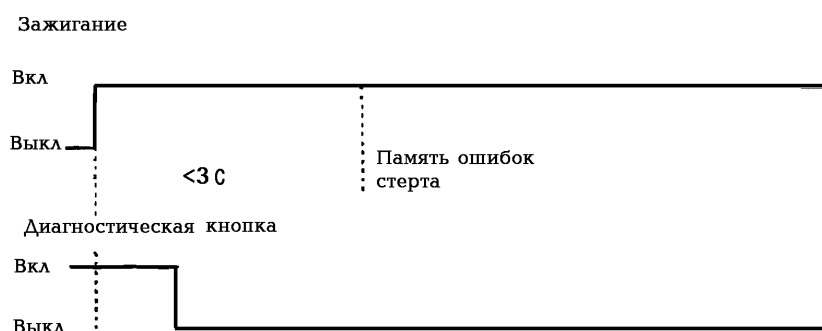 Зажигание
Вкл
Выкл
<3 С
Память ошибок
стерта
Диагностическая кнопка
Вкл
Выкл